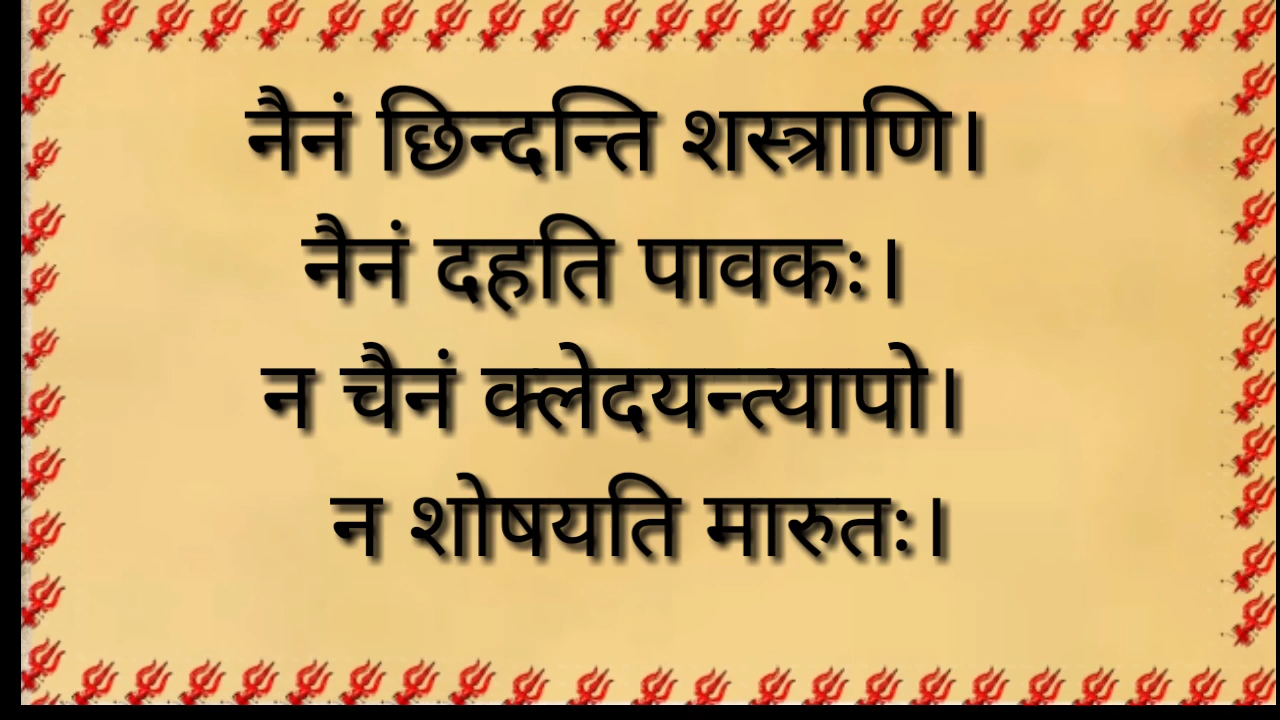 नैनं छिन्दन्ति शस्त्राणि।
नैनं दहति पावकः।
न चैनं क्लेदयन्त्यापो।
न शोषयति मारुतः।